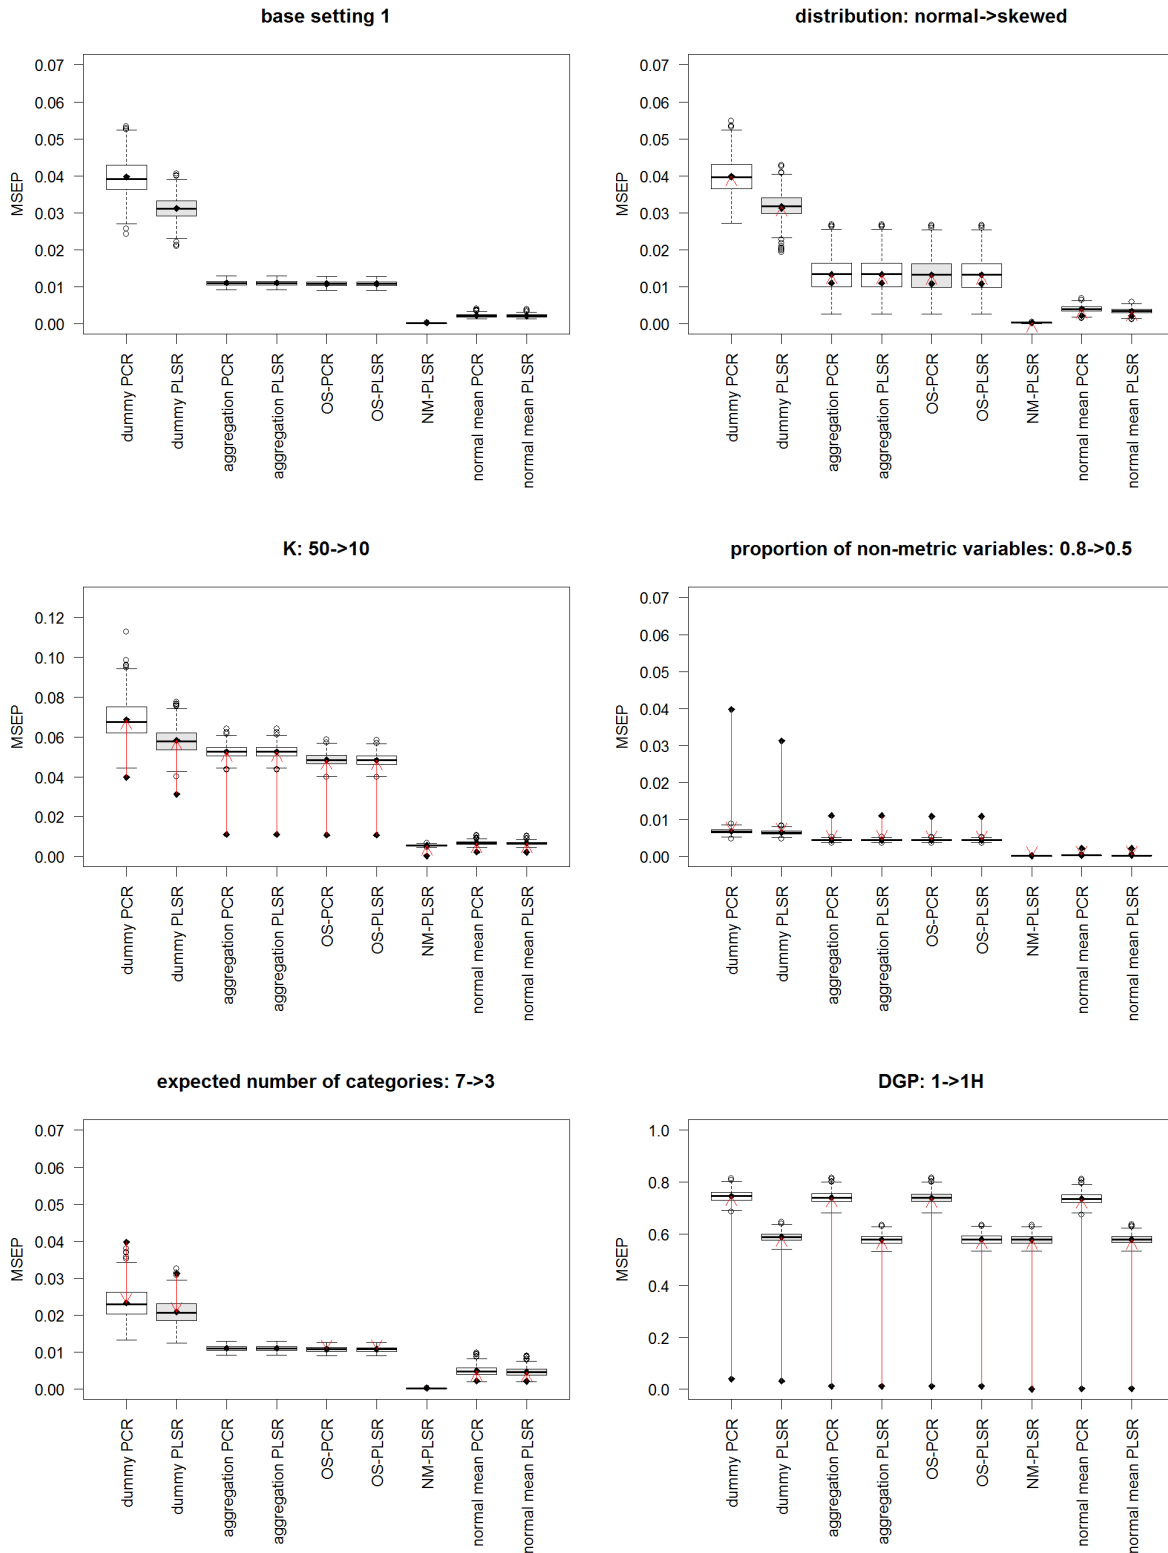 base setting 1
MSEP
0.07
0.06
0.05
0.04
0.03
0.02
0.01
0.00
dummy PCR
dummy PLSR
aggregation PCR
aggregation PLSR
OS-PCR
OS-PLSR
NM-PLSR
normal mean PCR
normal mean PLSR
distribution: normal->skewed
MSEP
0.07
0.06
0.05
0.04
0.03
0.02
0.01
0.00
dummy PCR
dummy PLSR
aggregation PCR
aggregation PLSR
OS-PCR
OS-PLSR
NM-PLSR
normal mean PCR
normal mean PLSR
K: 50->10
MSEP
0.12
0.10
0.08
0.06
0.04
0.02
0.00
dummy PCR
dummy PLSR
aggregation PCR
aggregation PLSR
OS-PCR
OS-PLSR
NM-PLSR
normal mean PCR
normal mean PLSR
proportion of non-metric variables: 0.8->0.5
MSEP
0.07
0.06
0.05
0.04
0.03
0.02
0.01
0.00
dummy PCR
dummy PLSR
aggregation PCR
aggregation PLSR
OS-PCR
OS-PLSR
NM-PLSR
normal mean PCR
normal mean PLSR
expected number of categories: 7->3
MSEP
0.07
0.06
0.05
0.04
0.03
0.02
0.01
0.00
dummy PCR
dummy PLSR
aggregation PCR
aggregation PLSR
OS-PCR
OS-PLSR
NM-PLSR
normal mean PCR
normal mean PLSR
DGP: 1->1H
MSEP
1.0
0.8
0.6
0.4
0.2
0.0
dummy PCR
dummy PLSR
aggregation PCR
aggregation PLSR
OS-PCR
OS-PLSR
NM-PLSR
normal mean PCR
normal mean PLSR